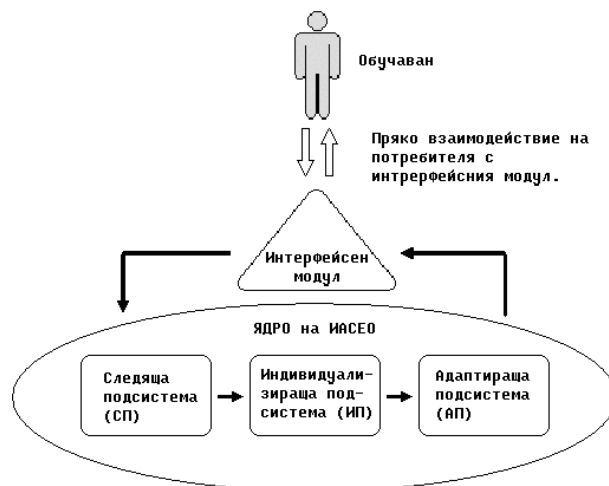 Обучаван
Пряко взаимодействие на
потребителя с
интрерфейсния модул.
Интерфейсен
модул
ЯДРО на ИАСЕО
Следяща
подсистема
(СП)
Индивидуали-
зираща под-
система (ИП)
Адаптираща
подсистема
(АП)